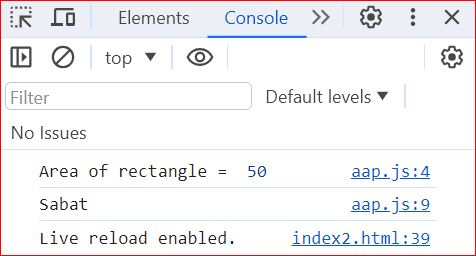 Elements Console
top
Filter Default levels
No Issues
Area of rectangle = 50 aap.js:4
Sabat aap.js:9
Live reload enabled. index2.html:39